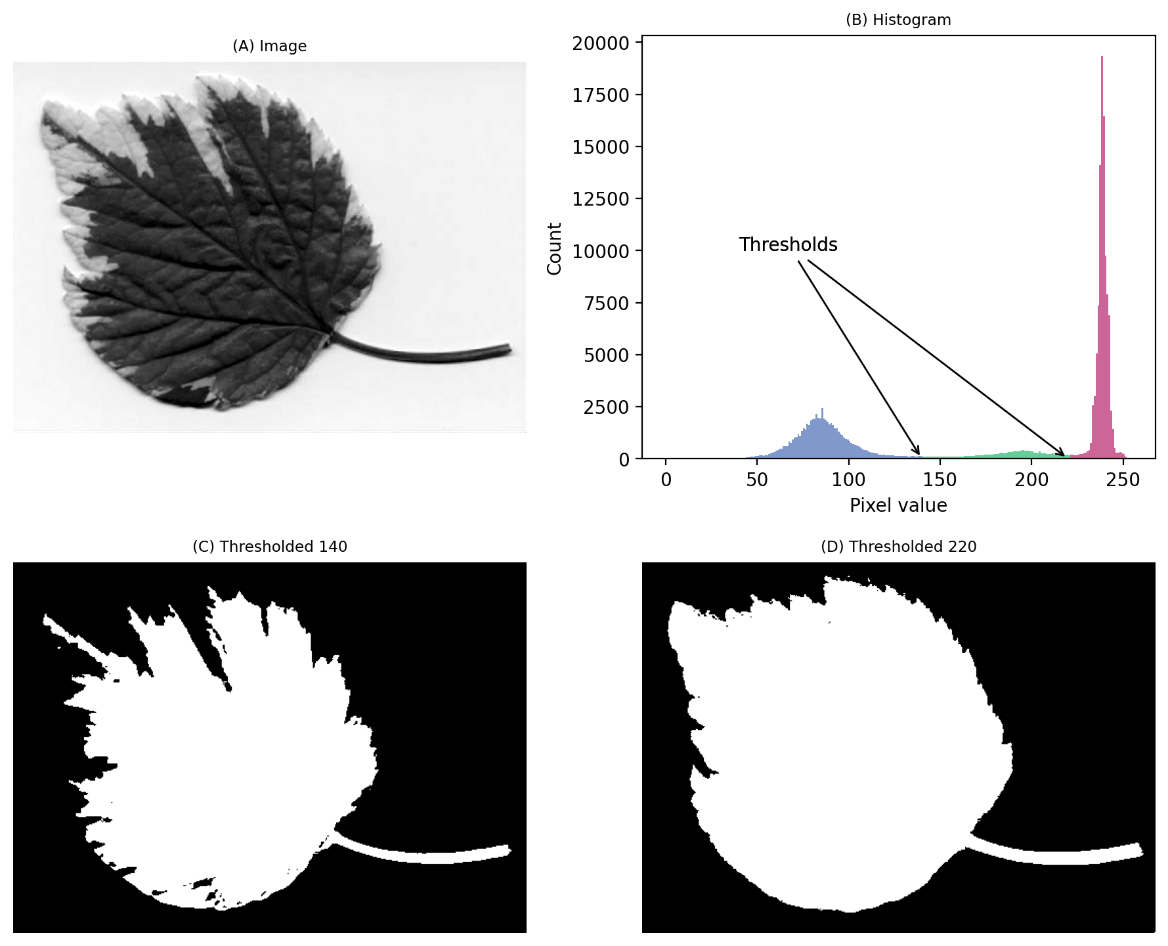 (A) Image
(B) Histogram
20000
17500
15000
12500
10000
7500
5000
2500
0
Count
Thresholds
0 50 100 150 200 250
Pixel value
(C) Thresholded 140
(D) Thresholded 220